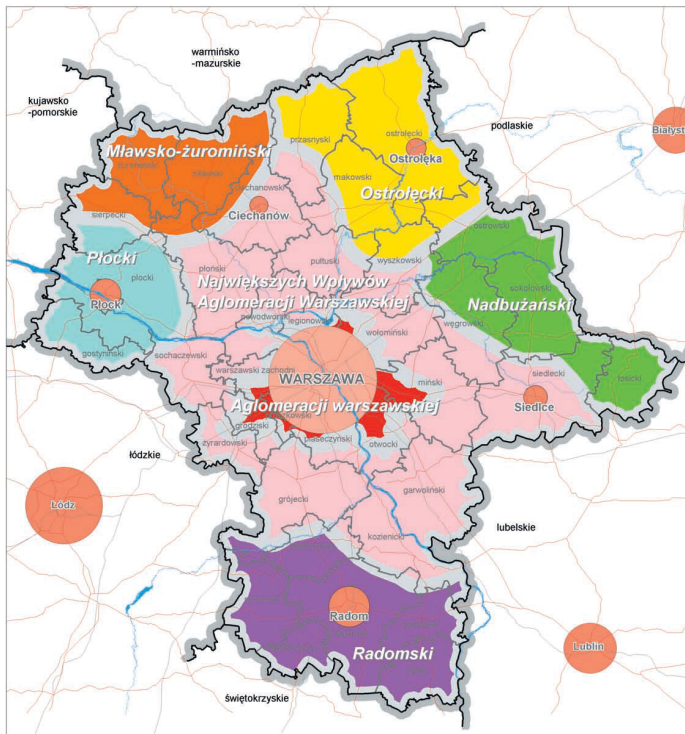 warmińsko
-mazurskie
kujawsko
-pomorskie
podlaskie
Białyst
ostrołęcki
Ostrołęka
przasnyski
Mławsko-żuromiński
żuromiński
mławski
makowski
Ostrołęcki
ciechanowski
Ciechanów
sierpecki
ostrowski
Płocki
płocki
płoński
pułtuski
wyszkowski
sokołowski
Największych Wpływów
Aglomeracji Warszawskiej
Nadbużański
Płock
nowodworski
legionowski
wołomiński
węgrowski
gostyniński
sochaczewski
warszawski zachodni
WARSZAWA
miński
siedlecki
łosicki
Siedlce
Aglomeracji warszawskiej
grodziski
piaseczyński
otwocki
żyrardowski
łódzkie
garwoliński
grójecki
Łódź
kozienicki
lubelskie
Radom
Radomski
Lublin
świętokrzyskie